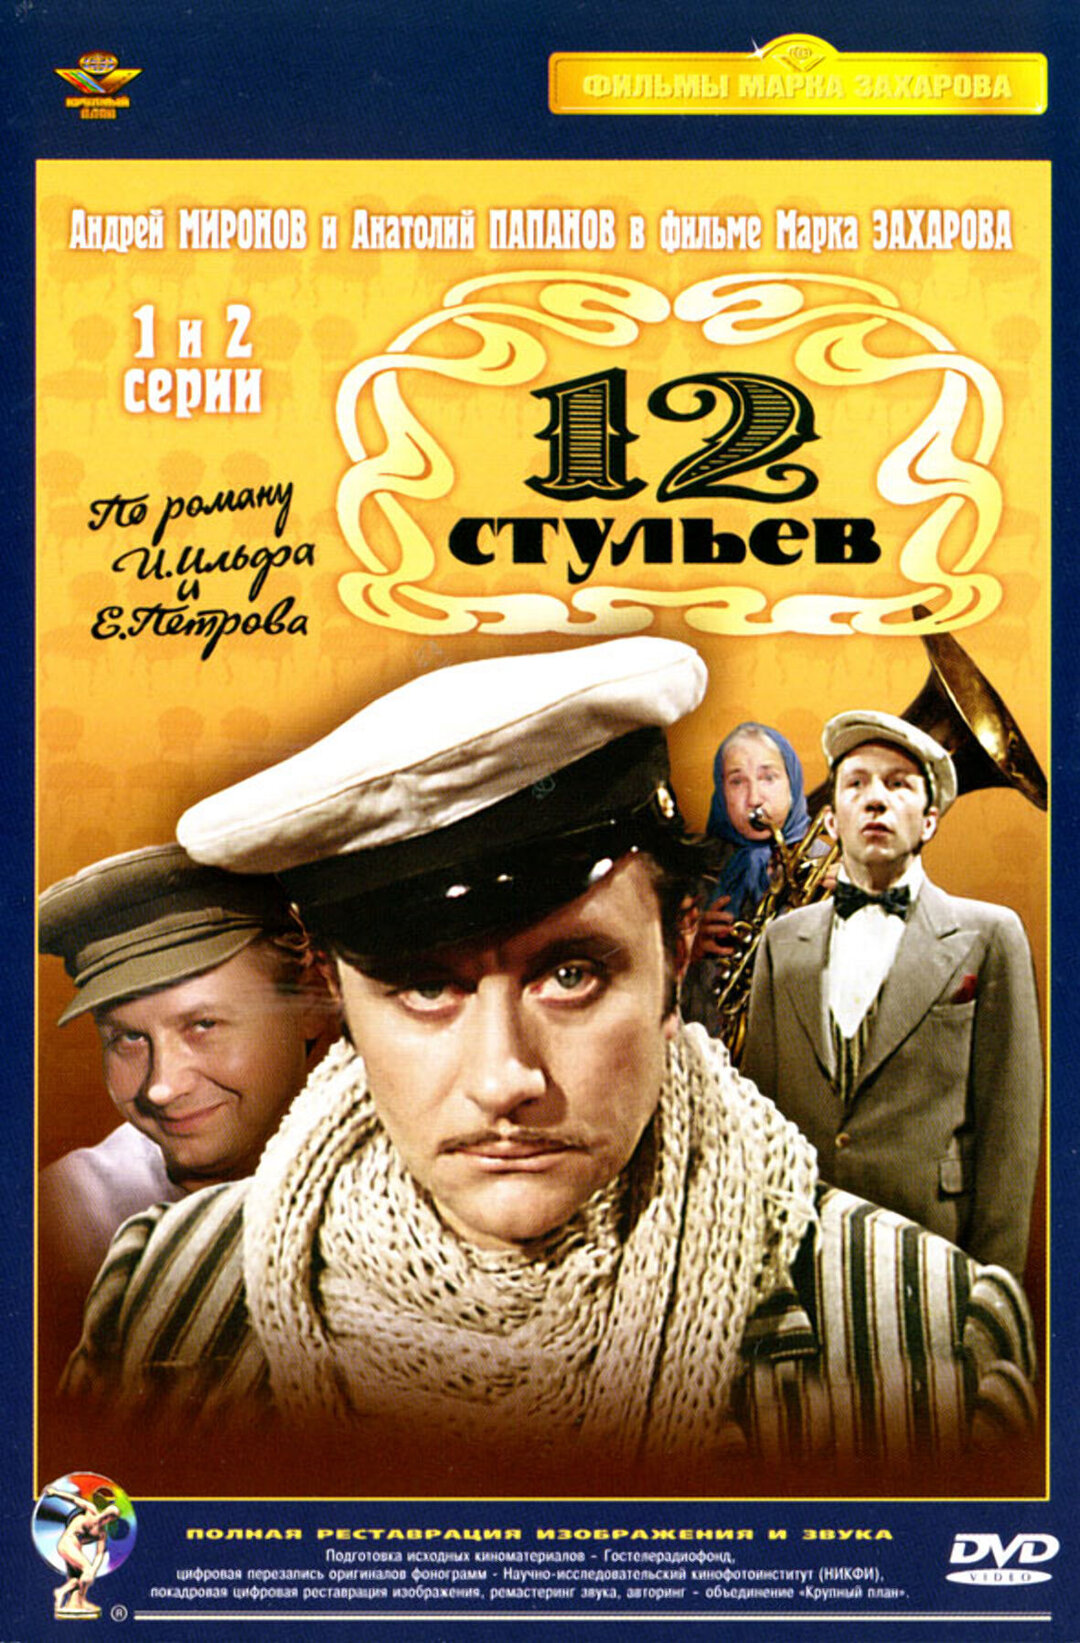 КРУПНЫЙ
ПЛАН
ФИЛЬМЫ МАРКА ЗАХАРОВА
Андрей МИРОНОВ и Анатолий ПАПАНОВ в фильме Марка ЗАХАРОВА
1 и 2
серии
12
стульев
По роману
И. Ильфа
и
Е. Петрова
ПОЛНАЯ РЕСТАВРАЦИЯ ИЗОБРАЖЕНИЯ И ЗВУКА
Подготовка исходных киноматериалов - Гостелерадиофонд,
цифровая перезапись оригиналов фонограмм - Научно-исследовательский кинофотоинститут (НИКФИ),
покадровая цифровая реставрация изображения, ремастеринг звука, авторинг - объединение «Крупный план».
DVD
VIDEO
®